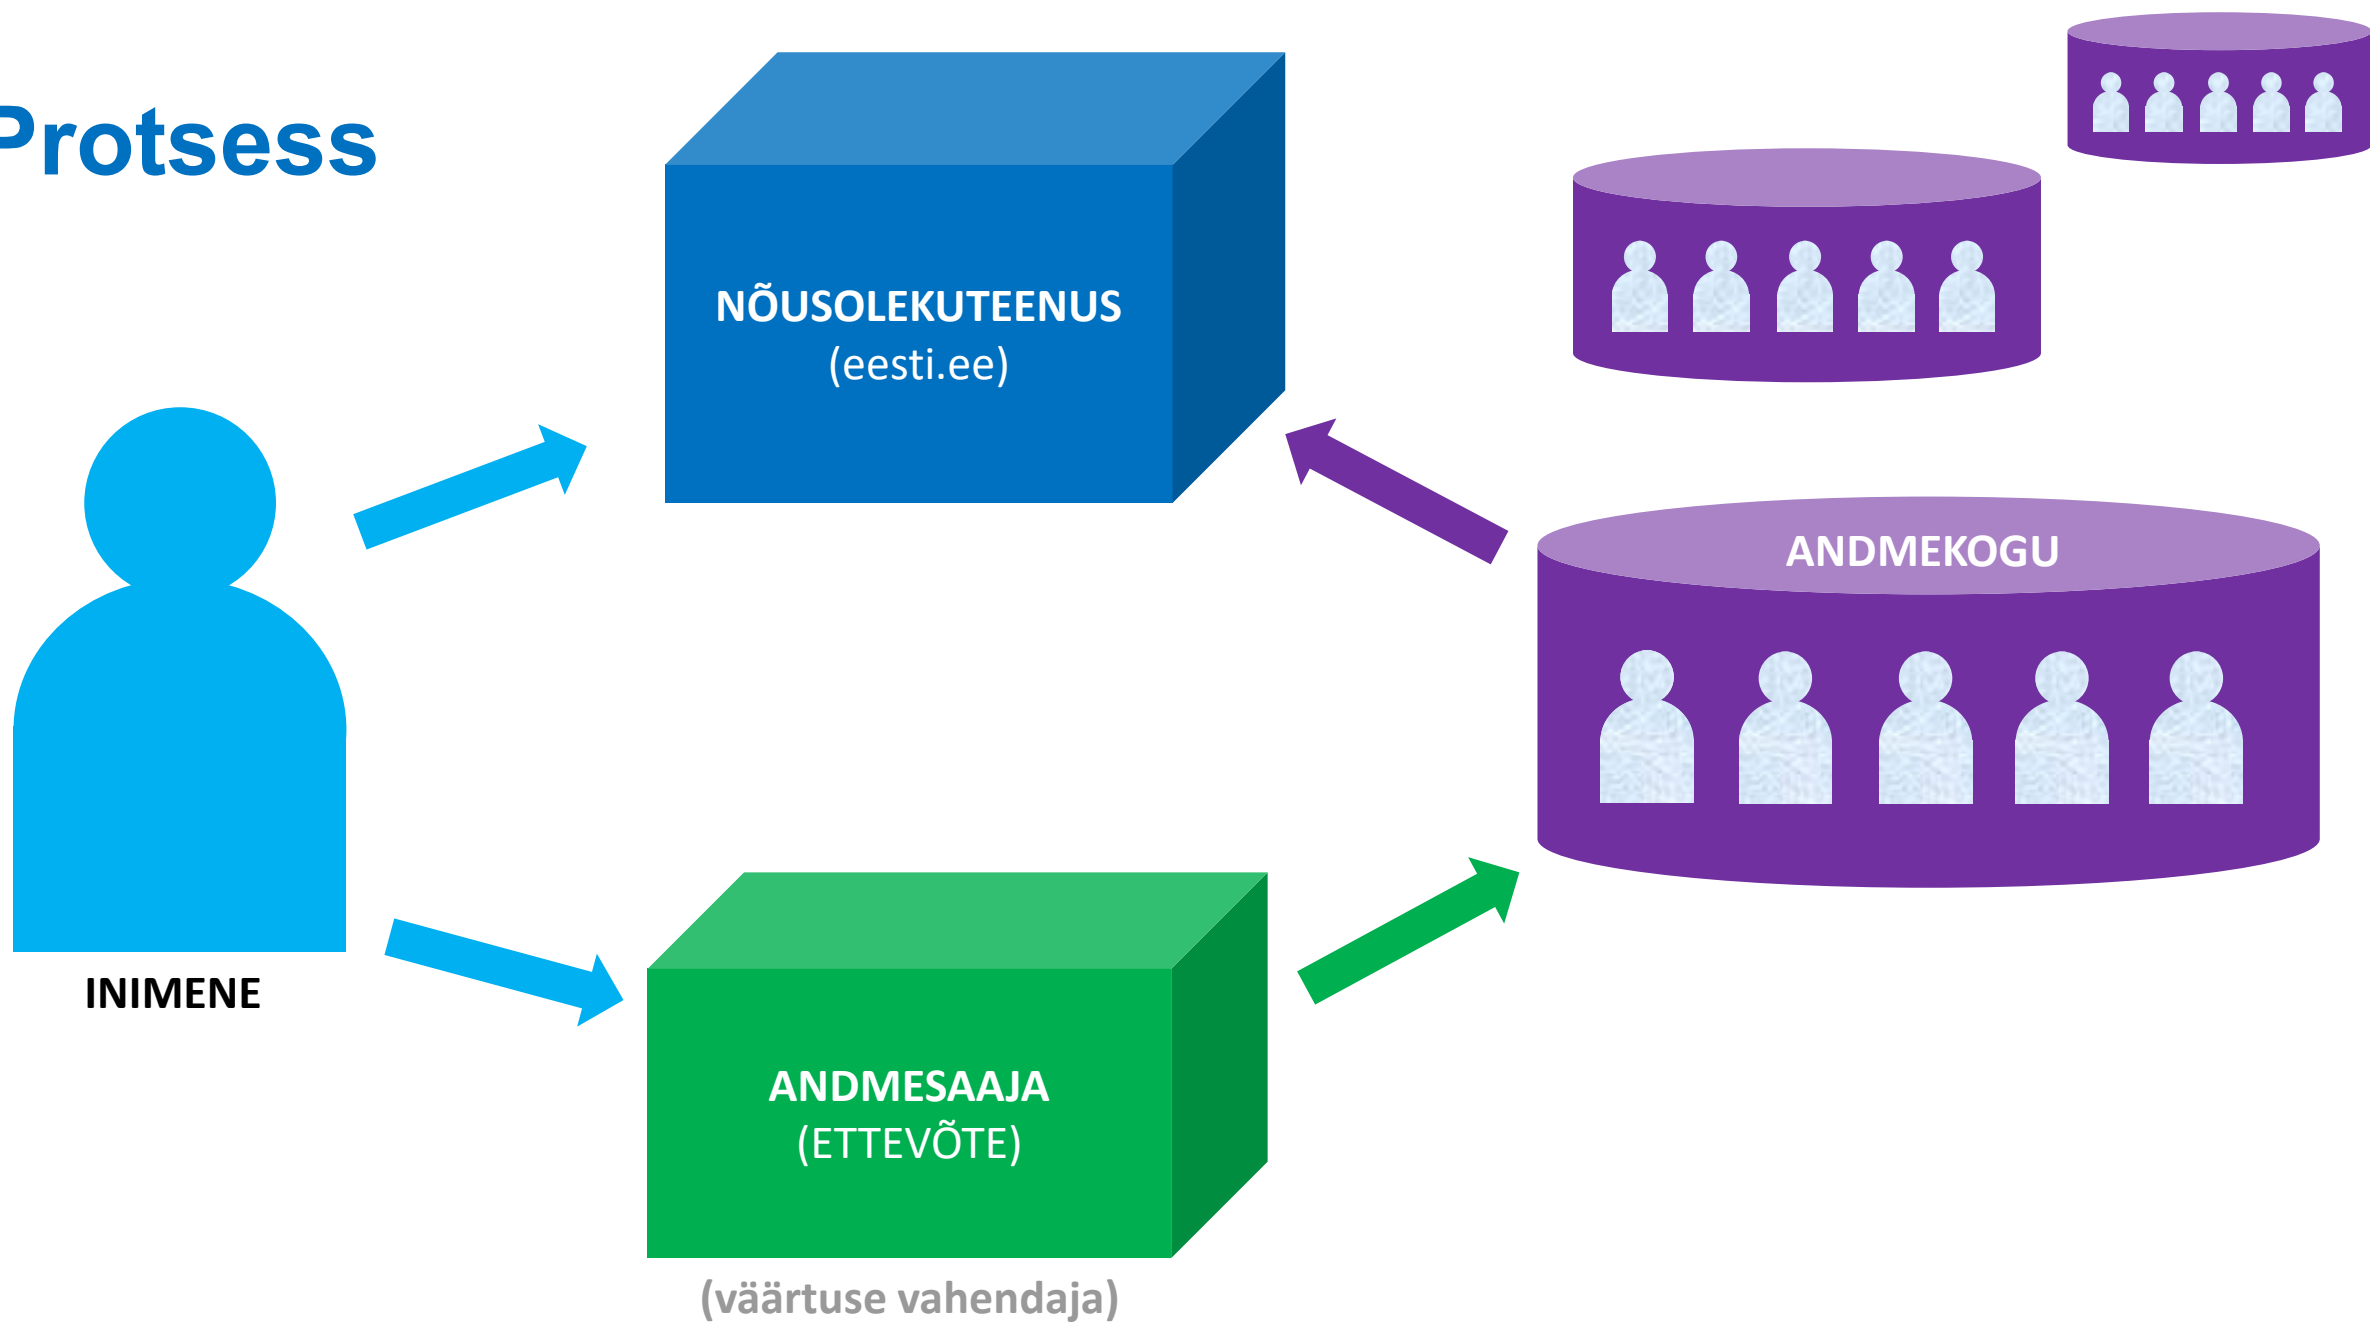 Protsess
NÕUSOLEKUTEENUS
(eesti.ee)
ANDMEKOGU
INIMENE
ANDMESAAJA
(ETTEVÕTE)
(väärtuse vahendaja)